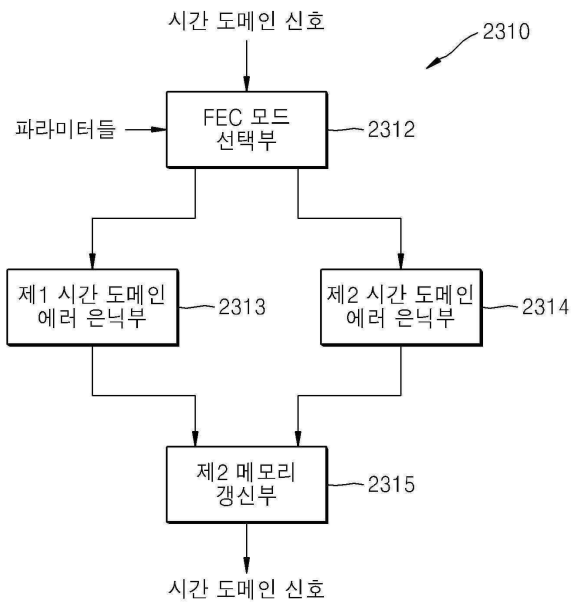 시간 도메인 신호
2310
파라미터들
FEC 모드
선택부
2312
제1 시간 도메인
에러 은닉부
2313
제2 시간 도메인
에러 은닉부
2314
제2 메모리
갱신부
2315
시간 도메인 신호